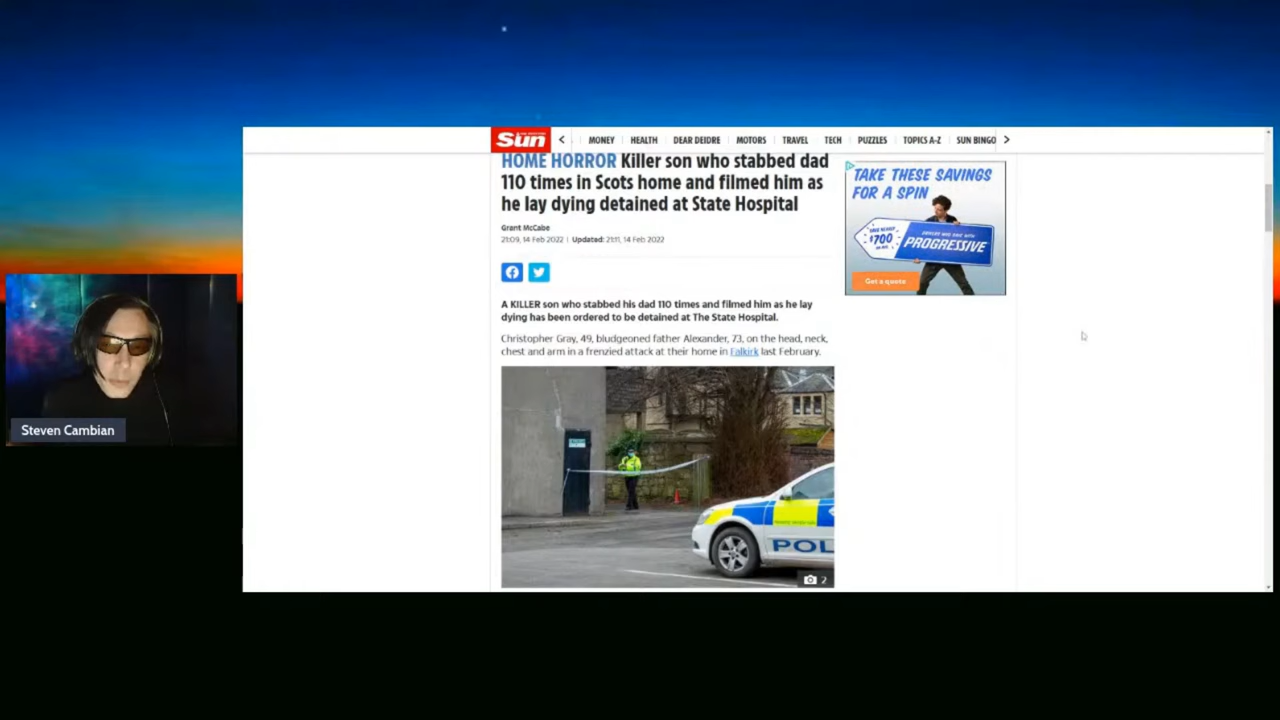 Sun
MONEY
HEALTH
DEAR DEIDRE
MOTORS
TRAVEL
TECH
PUZZLES
TOPICS A-Z
SUN BINGO
HOME HORROR Killer son who stabbed dad
110 times in Scots home and filmed him as
he lay dying detained at State Hospital
Grant McCabe
21:09, 14 Feb 2022 | Updated: 21:11, 14 Feb 2022
A KILLER son who stabbed his dad 110 times and filmed him as he lay
dying has been ordered to be detained at The State Hospital.
Christopher Gray, 49, bludgeoned father Alexander, 73, on the head, neck,
chest and arm in a frenzied attack at their home in Falkirk last February.
POL
2
TAKE THESE SAVINGS
FOR A SPIN
$700
PROGRESSIVE
Get a quote
Steven Cambian